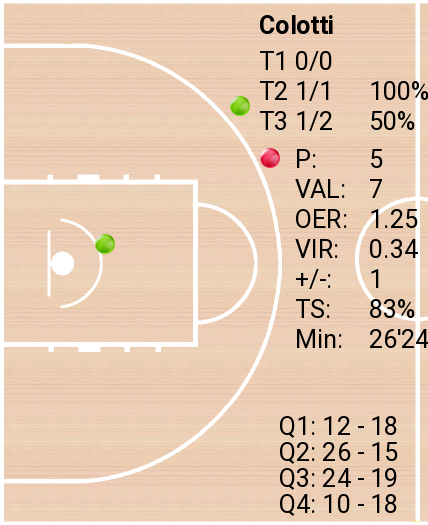 Colotti
T1 0/0
T2 1/1 100%
T3 1/2 50%
P: 5
VAL: 7
OER: 1.25
VIR: 0.34
+/-: 1
TS: 83%
Min: 26'24
Q1: 12 - 18
Q2: 26 - 15
Q3: 24 - 19
Q4: 10 - 18